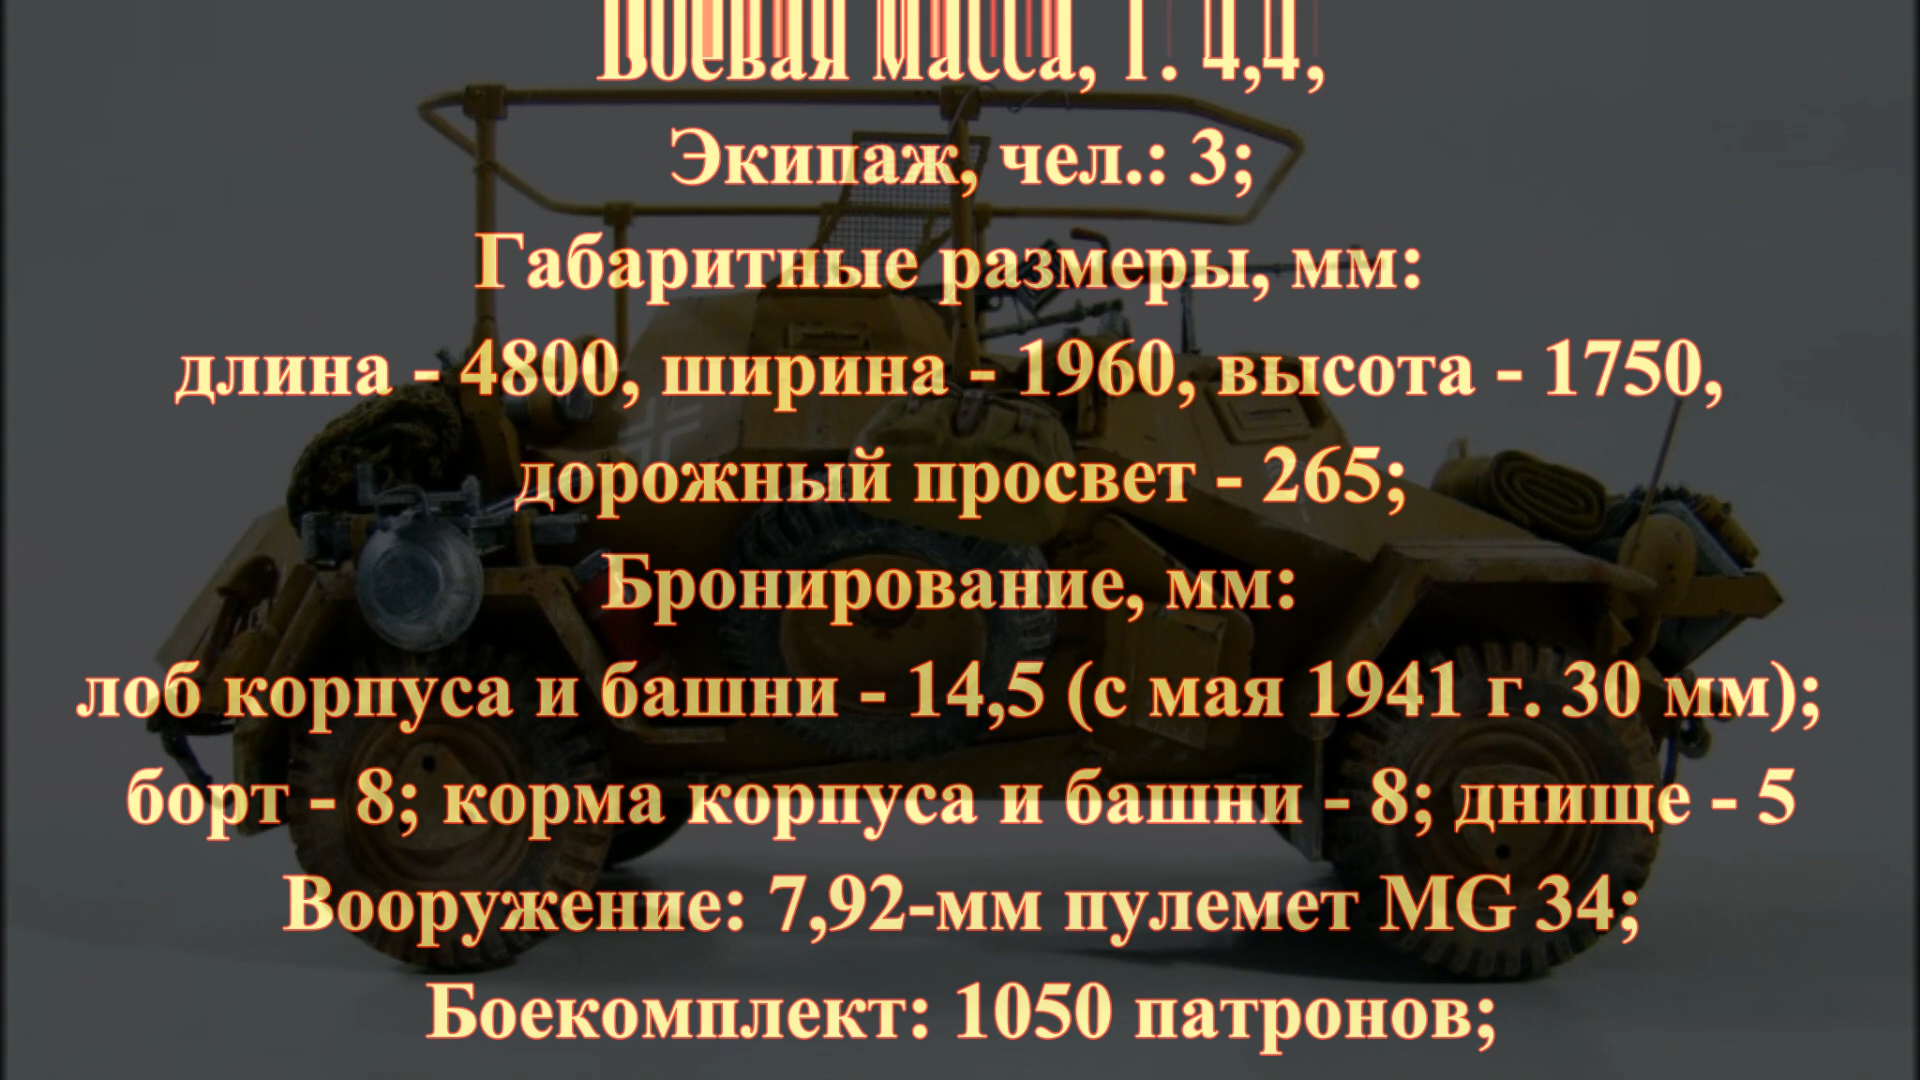 Боевая масса, т: 4,4;
Экипаж, чел.: 3;
Габаритные размеры, мм:
длина - 4800, ширина - 1960, высота - 1750,
дорожный просвет - 265;
Бронирование, мм:
лоб корпуса и башни - 14,5 (с мая 1941 г. 30 мм);
борт - 8; корма корпуса и башни - 8; днище - 5
Вооружение: 7,92-мм пулемет MG 34;
Боекомплект: 1050 патронов;